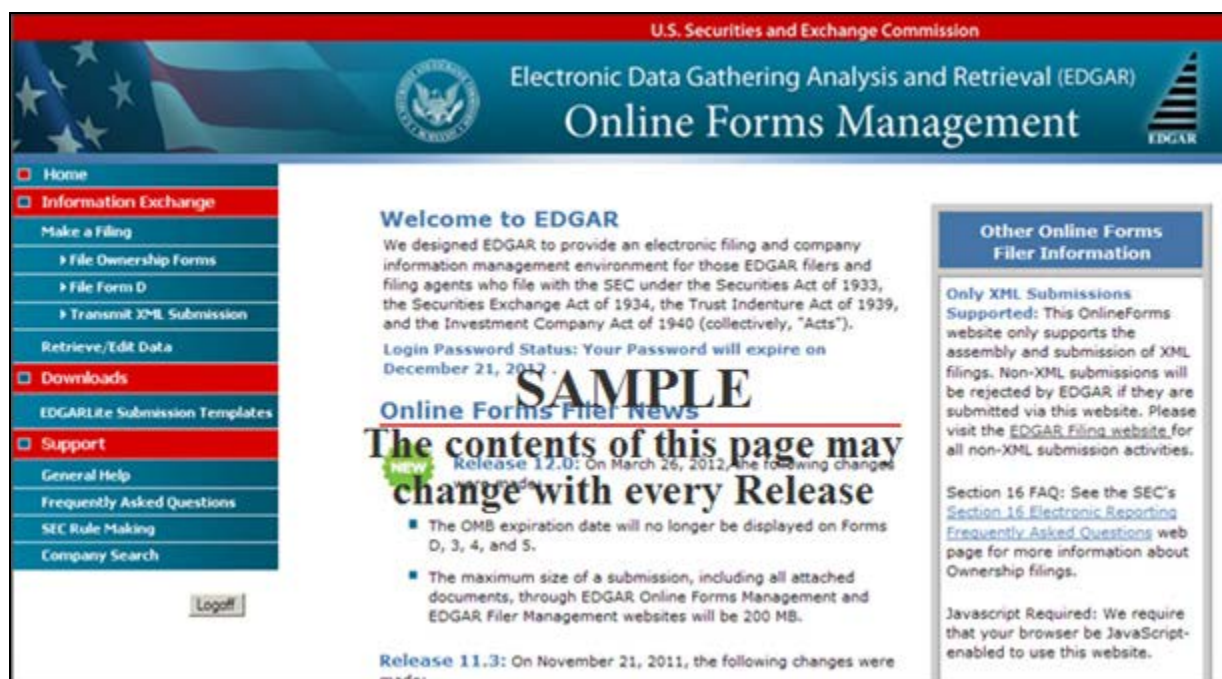 U.S. Securities and Exchange Commission
Electronic Data Gathering Analysis and Retrieval (EDGAR)
Online Forms Management
EDGAR
Home
Information Exchange
Make a Filing
File Ownership Forms
File Form D
Transmit XML Submission
Retrieve/Edit Data
Downloads
EDGARLite Submission Templates
Support
General Help
Frequently Asked Questions
SEC Rule Making
Company Search
Logoff
Welcome to EDGAR
We designed EDGAR to provide an electronic filing and company
information management environment for those EDGAR filers and
filing agents who file with the SEC under the Securities Act of 1933,
the Securities Exchange Act of 1934, the Trust Indenture Act of 1939,
and the Investment Company Act of 1940 (collectively, "Acts").
Login Password Status: Your Password will expire on
December 21, 2012 .
SAMPLE
Online Forms Filer News
The contents of this page may
change with every Release
NEW
Release 12.0: On March 26, 2012, the following changes
were made:
The OMB expiration date will no longer be displayed on Forms
D, 3, 4, and 5.
The maximum size of a submission, including all attached
documents, through EDGAR Online Forms Management and
EDGAR Filer Management websites will be 200 MB.
Release 11.3: On November 21, 2011, the following changes were
Other Online Forms
Filer Information
Only XML Submissions
Supported: This OnlineForms
website only supports the
assembly and submission of XML
filings. Non-XML submissions will
be rejected by EDGAR if they are
submitted via this website. Please
visit the EDGAR Filing website for
all non-XML submission activities.
Section 16 FAQ: See the SEC's
Section 16 Electronic Reporting
Frequently Asked Questions web
page for more information about
Ownership filings.
Javascript Required: We require
that your browser be JavaScript-
enabled to use this website.